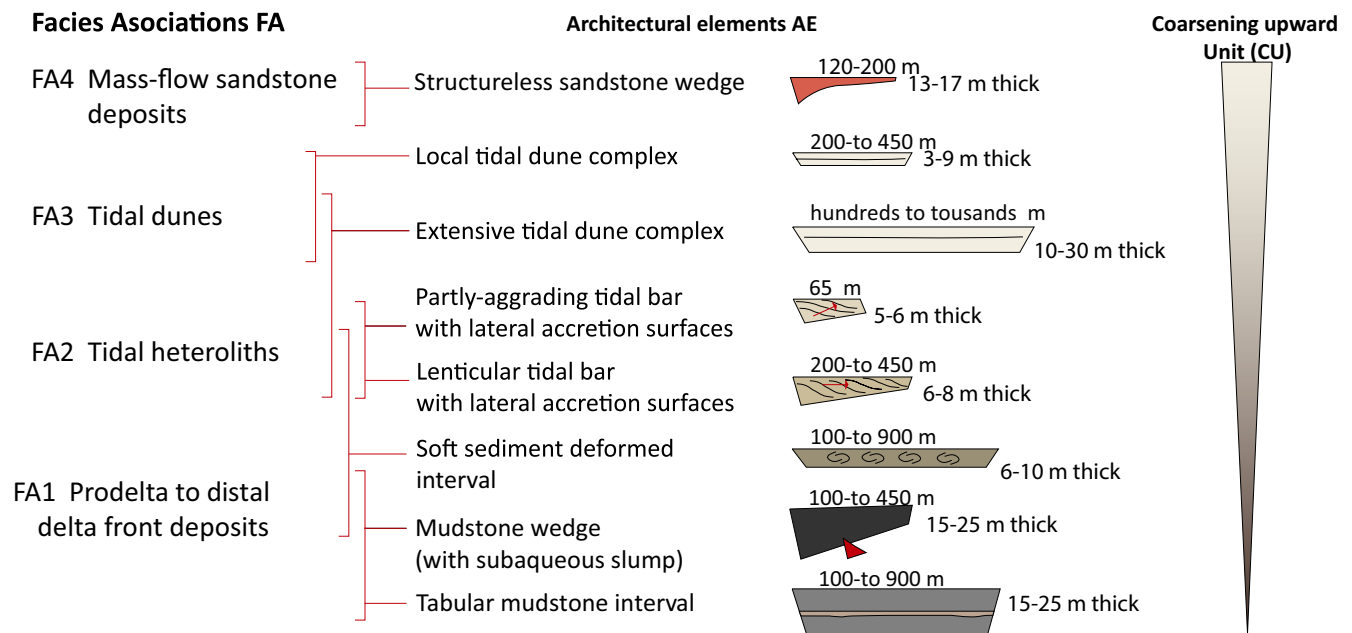 Facies Asociations FA
Architectural elements AE
Coarsening upward
Unit (CU)
FA4 Mass-flow sandstone
deposits
Structureless sandstone wedge
120-200 m
13-17 m thick
Local tidal dune complex
200-to 450 m
3-9 m thick
FA3 Tidal dunes
Extensive tidal dune complex
hundreds to tousands m
10-30 m thick
Partly-aggrading tidal bar
with lateral accretion surfaces
65 m
5-6 m thick
FA2 Tidal heteroliths
Lenticular tidal bar
with lateral accretion surfaces
200-to 450 m
6-8 m thick
Soft sediment deformed
interval
100-to 900 m
6-10 m thick
FA1 Prodelta to distal
delta front deposits
Mudstone wedge
(with subaqueous slump)
100-to 450 m
15-25 m thick
Tabular mudstone interval
100-to 900 m
15-25 m thick